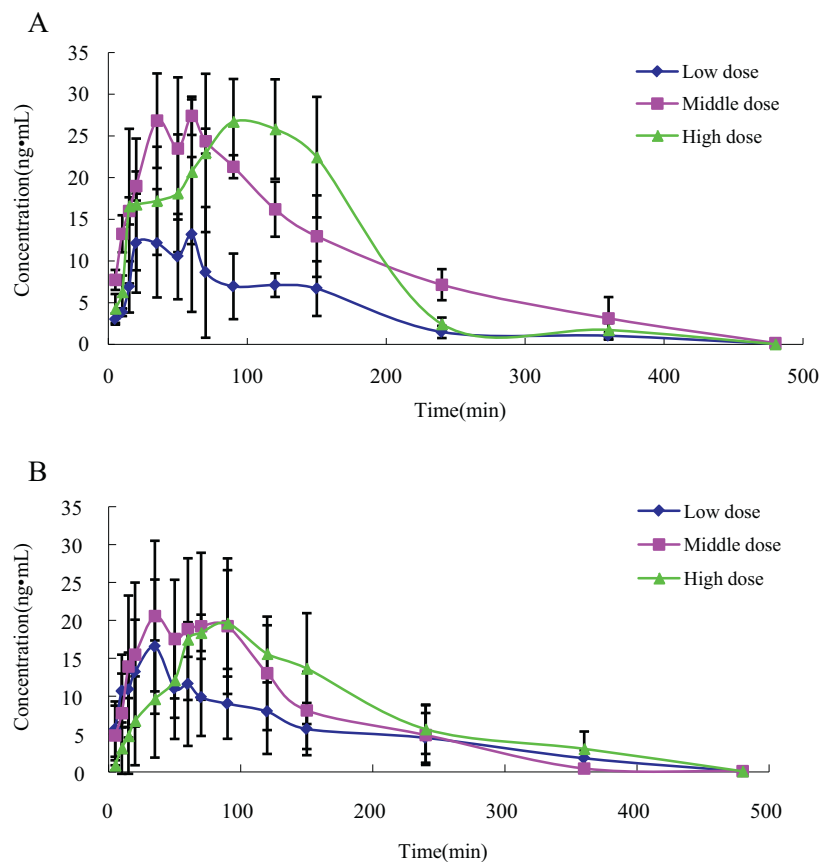 A
35
30
25
20
15
10
5
0
Concentration(ng•mL)
Low dose
Middle dose
High dose
0 100 200 300 400 500
Time(min)
B
35
30
25
20
15
10
5
0
Concentration(ng•mL)
Low dose
Middle dose
High dose
0 100 200 300 400 500
Time(min)